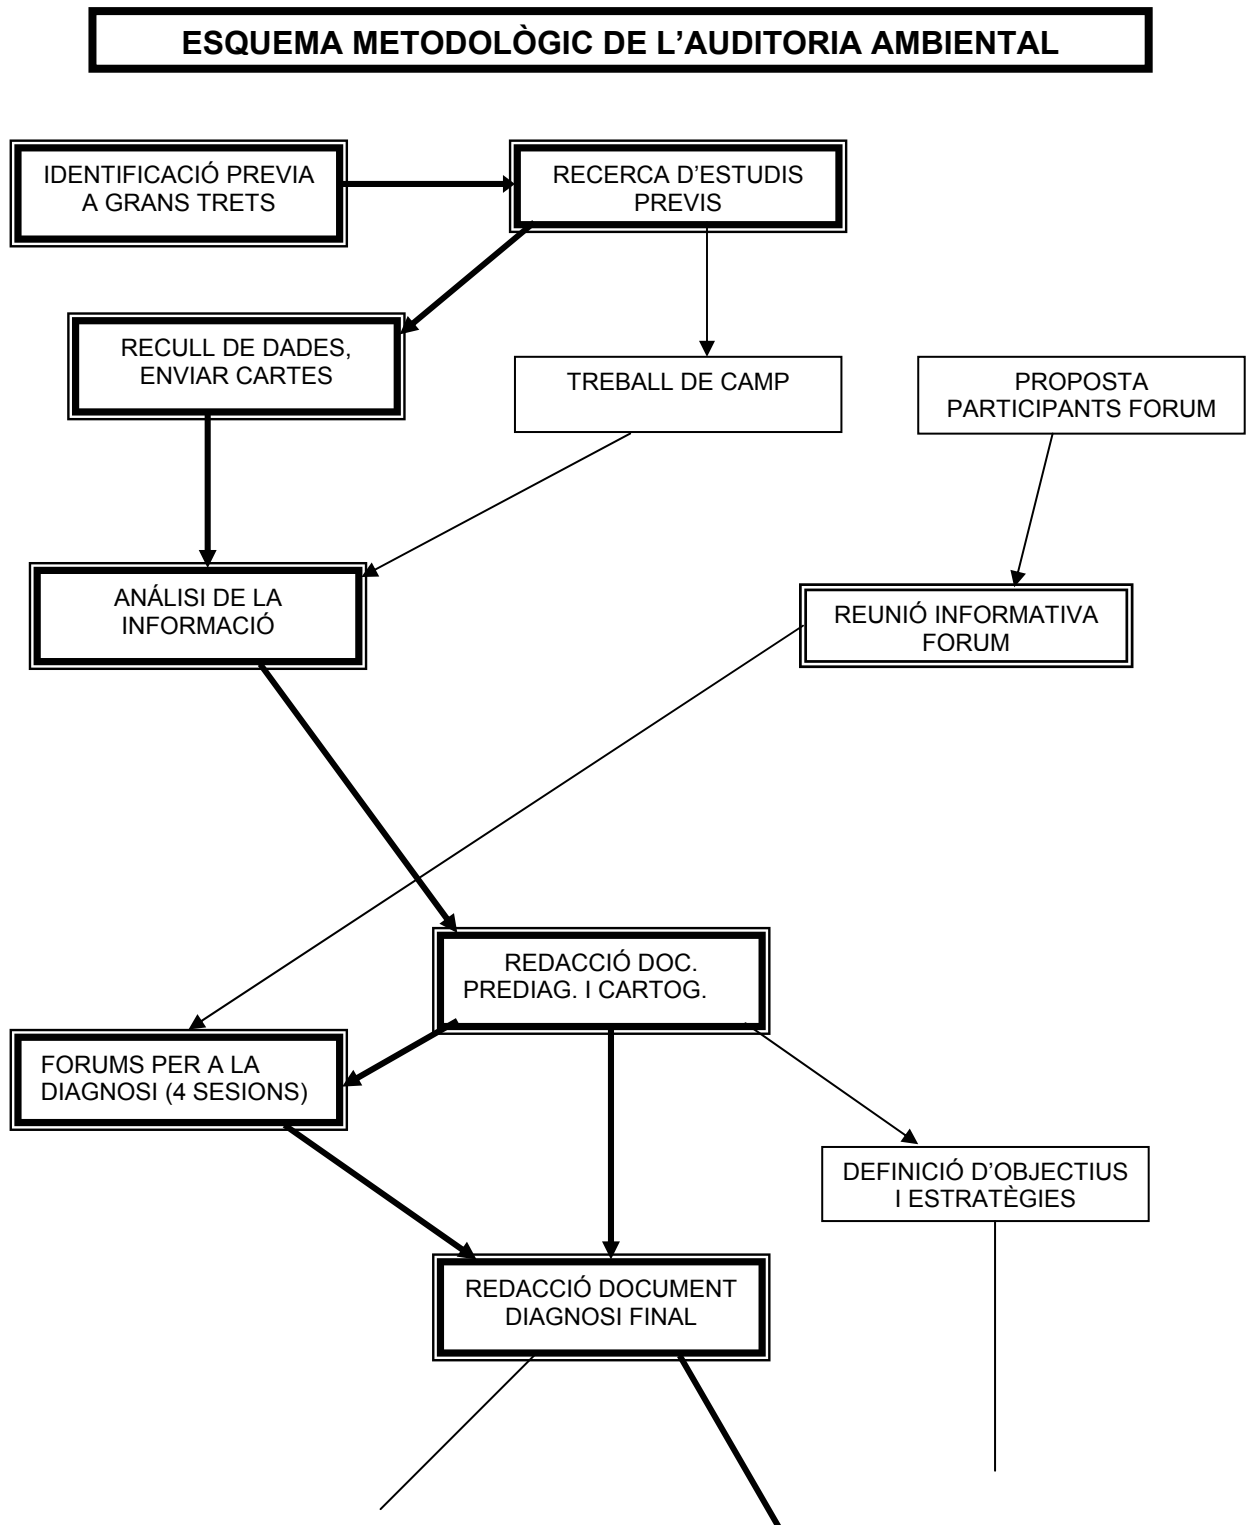 ESQUEMA METODOLÒGIC DE L'AUDITORIA AMBIENTAL
IDENTIFICACIÓ PREVIA
A GRANS TRETS
RECERCA D'ESTUDIS
PREVIS
RECULL DE DADES,
ENVIAR CARTES
TREBALL DE CAMP
PROPOSTA
PARTICIPANTS FORUM
ANÁLISI DE LA
INFORMACIÓ
REUNIÓ INFORMATIVA
FORUM
REDACCIÓ DOC.
PREDIAG. I CARTOG.
FORUMS PER A LA
DIAGNOSI (4 SESIONS)
DEFINICIÓ D'OBJECTIUS
I ESTRATÈGIES
REDACCIÓ DOCUMENT
DIAGNOSI FINAL